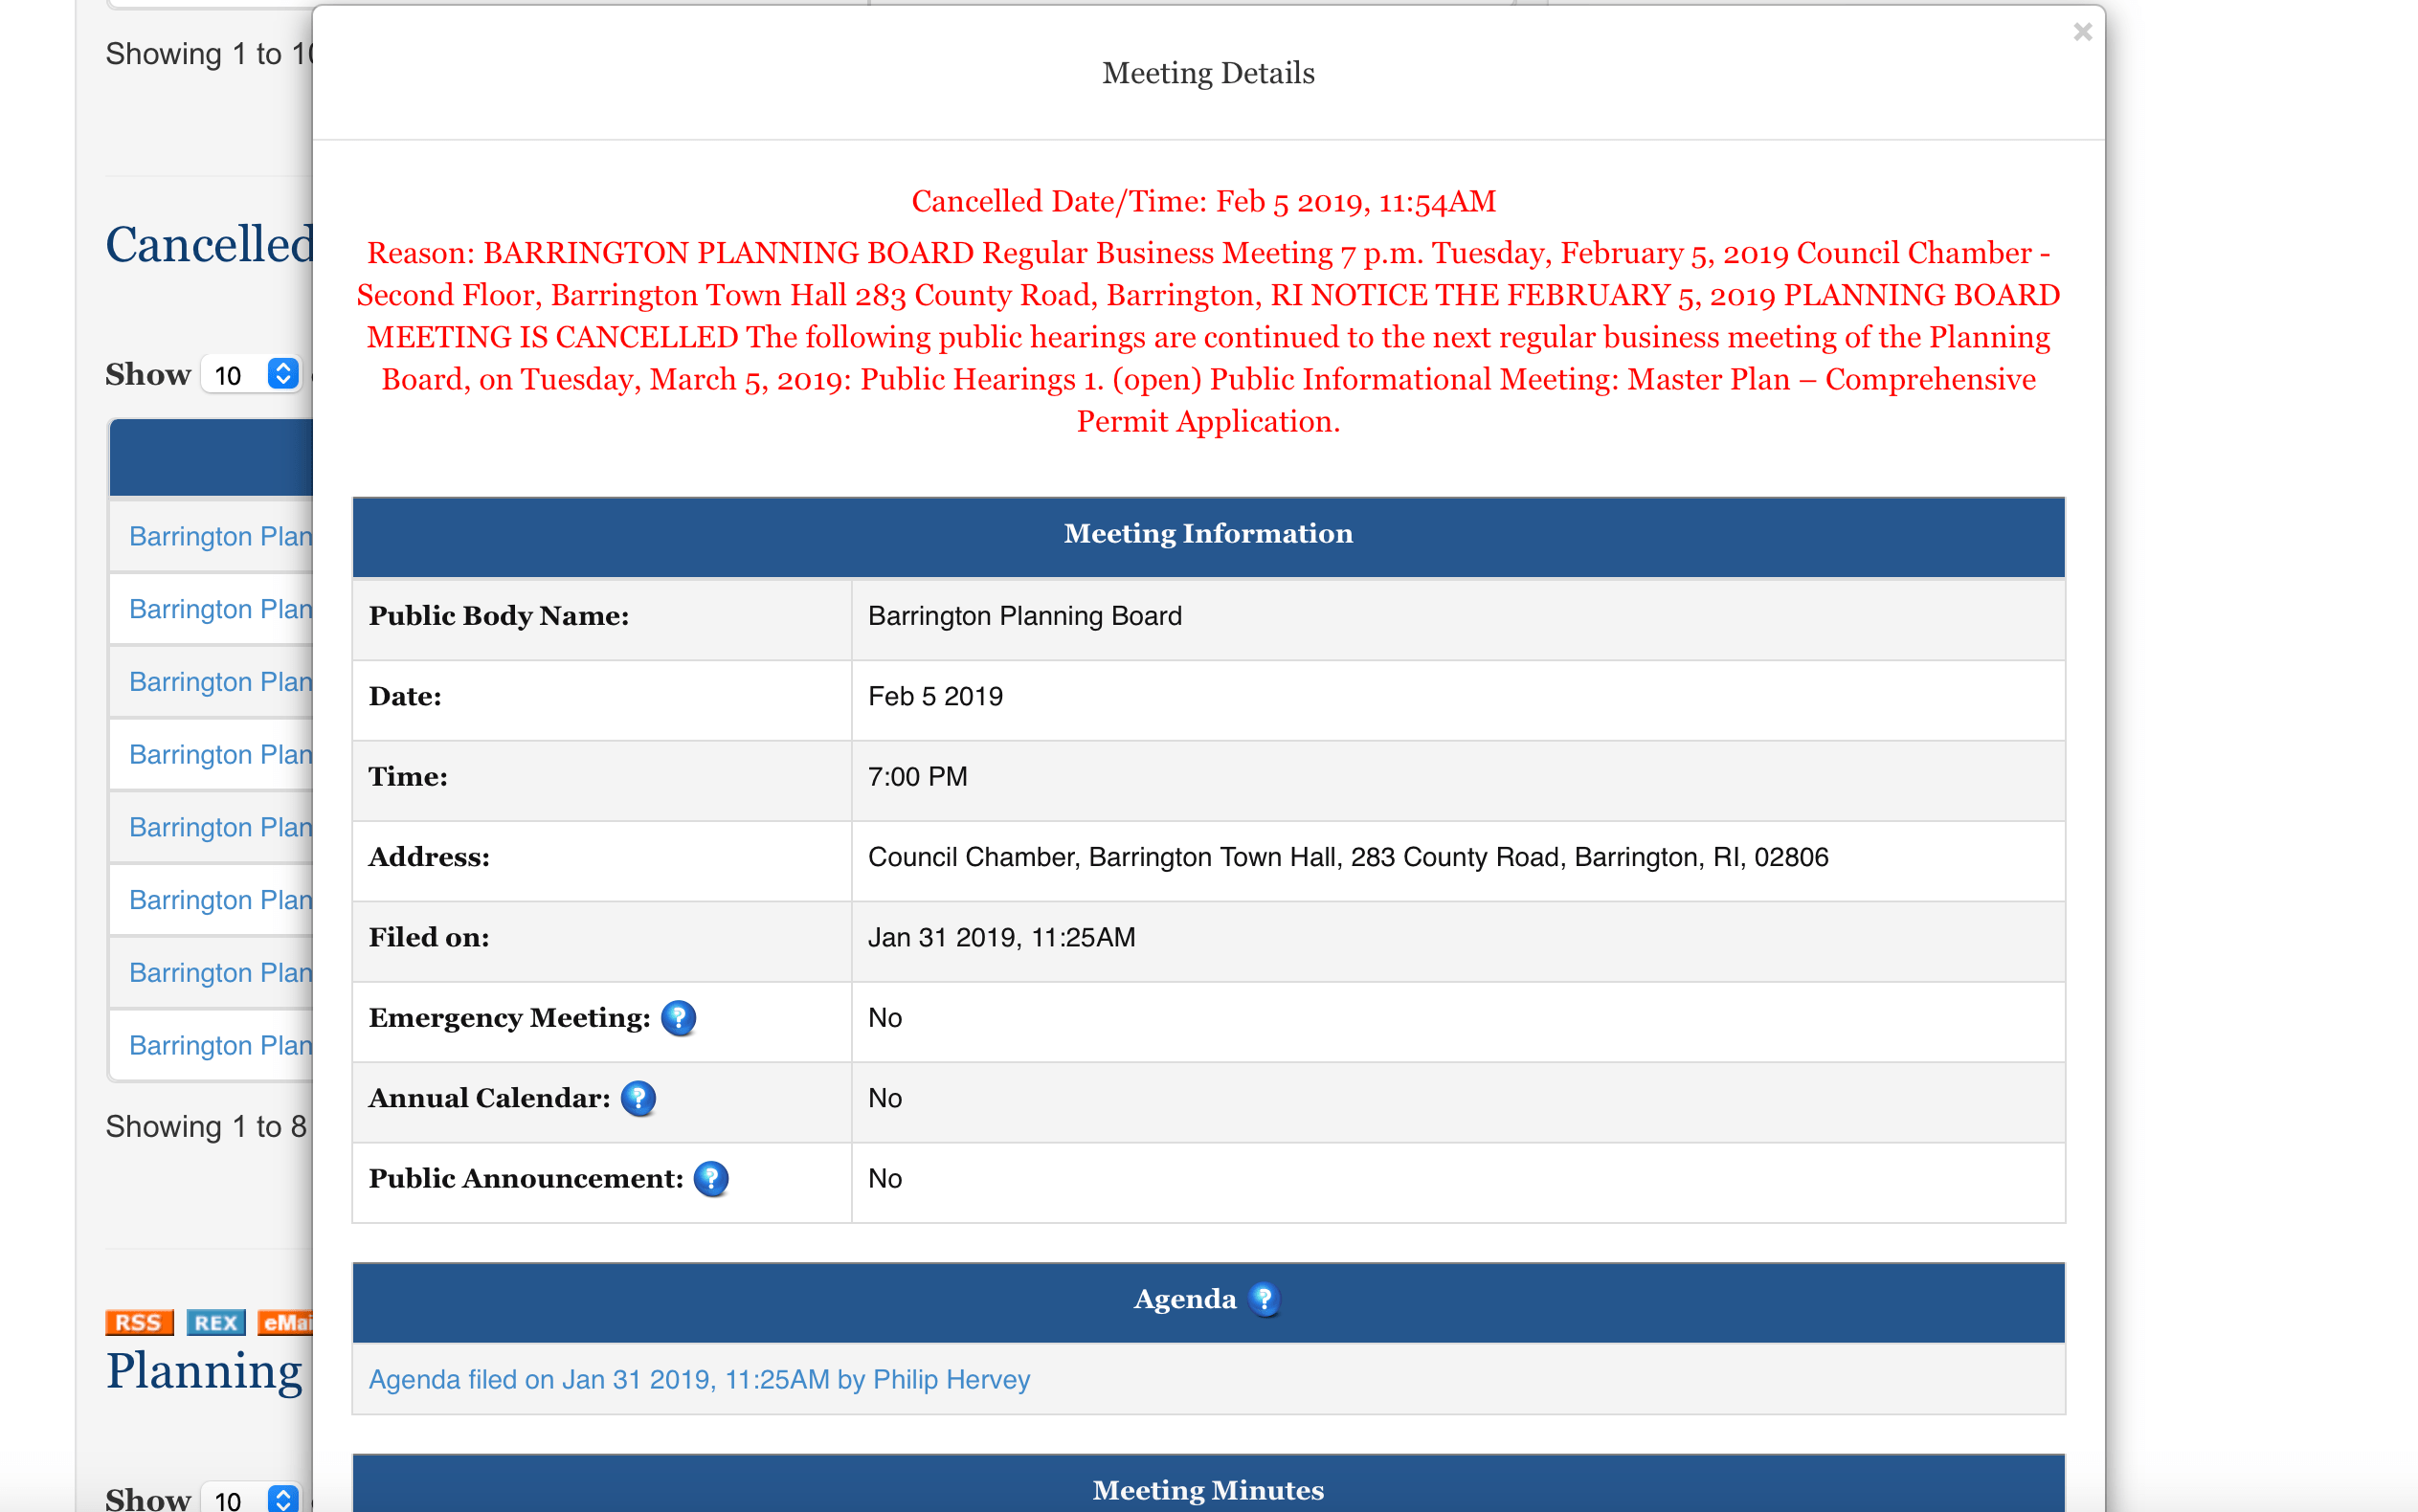 Showing 1 to 10
Cancelled
Show 10
Barrington Plan
Barrington Plan
Barrington Plan
Barrington Plan
Barrington Plan
Barrington Plan
Barrington Plan
Barrington Plan
Showing 1 to 8
RSS REX eMai
Planning
Show 10
×
Meeting Details
Cancelled Date/Time: Feb 5 2019, 11:54AM
Reason: BARRINGTON PLANNING BOARD Regular Business Meeting 7 p.m. Tuesday, February 5, 2019 Council Chamber -
Second Floor, Barrington Town Hall 283 County Road, Barrington, RI NOTICE THE FEBRUARY 5, 2019 PLANNING BOARD
MEETING IS CANCELLED The following public hearings are continued to the next regular business meeting of the Planning
Board, on Tuesday, March 5, 2019: Public Hearings 1. (open) Public Informational Meeting: Master Plan – Comprehensive
Permit Application.
Meeting Information
Public Body Name: Barrington Planning Board
Date: Feb 5 2019
Time: 7:00 PM
Address: Council Chamber, Barrington Town Hall, 283 County Road, Barrington, RI, 02806
Filed on: Jan 31 2019, 11:25AM
Emergency Meeting: ? No
Annual Calendar: ? No
Public Announcement: ? No
Agenda ?
Agenda filed on Jan 31 2019, 11:25AM by Philip Hervey
Meeting Minutes